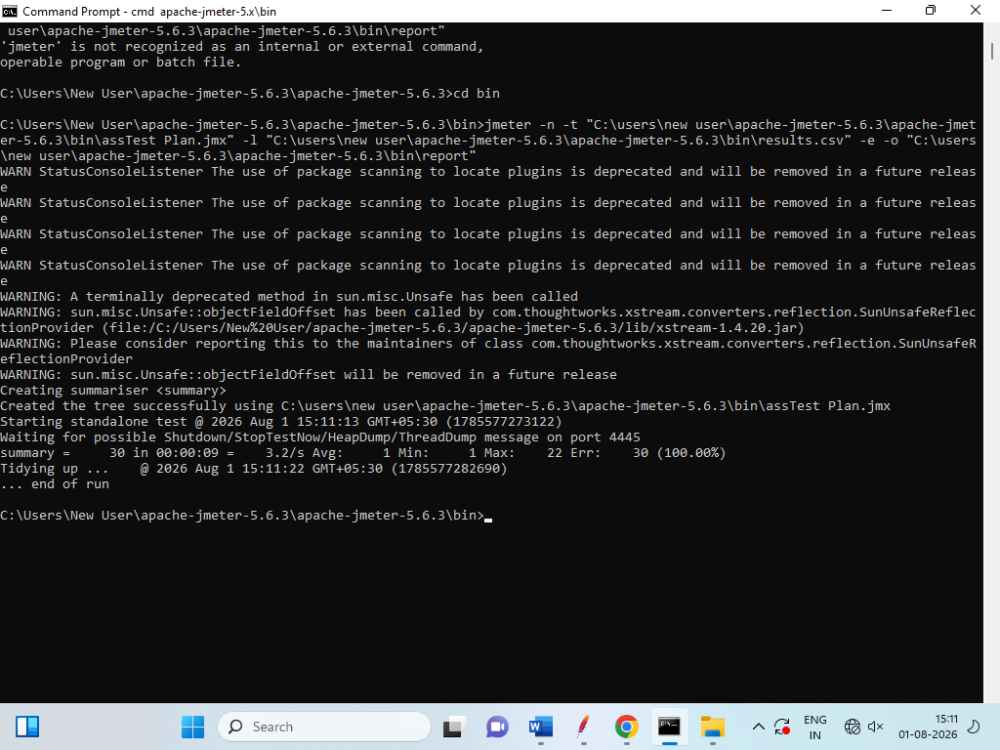 Command Prompt - cmd  apache-jmeter-5.x\bin
 user\apache-jmeter-5.6.3\apache-jmeter-5.6.3\bin\report"
'jmeter' is not recognized as an internal or external command,
operable program or batch file.
C:\Users\New User\apache-jmeter-5.6.3\apache-jmeter-5.6.3>cd bin
C:\Users\New User\apache-jmeter-5.6.3\apache-jmeter-5.6.3\bin>jmeter -n -t "C:\users\new user\apache-jmeter-5.6.3\apache-jmet
er-5.6.3\bin\assTest Plan.jmx" -l "C:\users\new user\apache-jmeter-5.6.3\apache-jmeter-5.6.3\bin\results.csv" -e -o "C:\users
\new user\apache-jmeter-5.6.3\apache-jmeter-5.6.3\bin\report"
WARN StatusConsoleListener The use of package scanning to locate plugins is deprecated and will be removed in a future releas
e
WARN StatusConsoleListener The use of package scanning to locate plugins is deprecated and will be removed in a future releas
e
WARN StatusConsoleListener The use of package scanning to locate plugins is deprecated and will be removed in a future releas
e
WARN StatusConsoleListener The use of package scanning to locate plugins is deprecated and will be removed in a future releas
e
WARNING: A terminally deprecated method in sun.misc.Unsafe has been called
WARNING: sun.misc.Unsafe::objectFieldOffset has been called by com.thoughtworks.xstream.converters.reflection.SunUnsafeReflec
tionProvider (file:/C:/Users/New%20User/apache-jmeter-5.6.3/apache-jmeter-5.6.3/lib/xstream-1.4.20.jar)
WARNING: Please consider reporting this to the maintainers of class com.thoughtworks.xstream.converters.reflection.SunUnsafeR
eflectionProvider
WARNING: sun.misc.Unsafe::objectFieldOffset will be removed in a future release
Creating summariser <summary>
Created the tree successfully using C:\users\new user\apache-jmeter-5.6.3\apache-jmeter-5.6.3\bin\assTest Plan.jmx
Starting standalone test @ 2026 Aug 1 15:11:13 GMT+05:30 (1785577273122)
Waiting for possible Shutdown/StopTestNow/HeapDump/ThreadDump message on port 4445
summary =     30 in 00:00:09 =    3.2/s Avg:     1 Min:     1 Max:    22 Err:    30 (100.00%)
Tidying up ...    @ 2026 Aug 1 15:11:22 GMT+05:30 (1785577282690)
... end of run
C:\Users\New User\apache-jmeter-5.6.3\apache-jmeter-5.6.3\bin>
Search
ENG
IN
15:11
01-08-2026